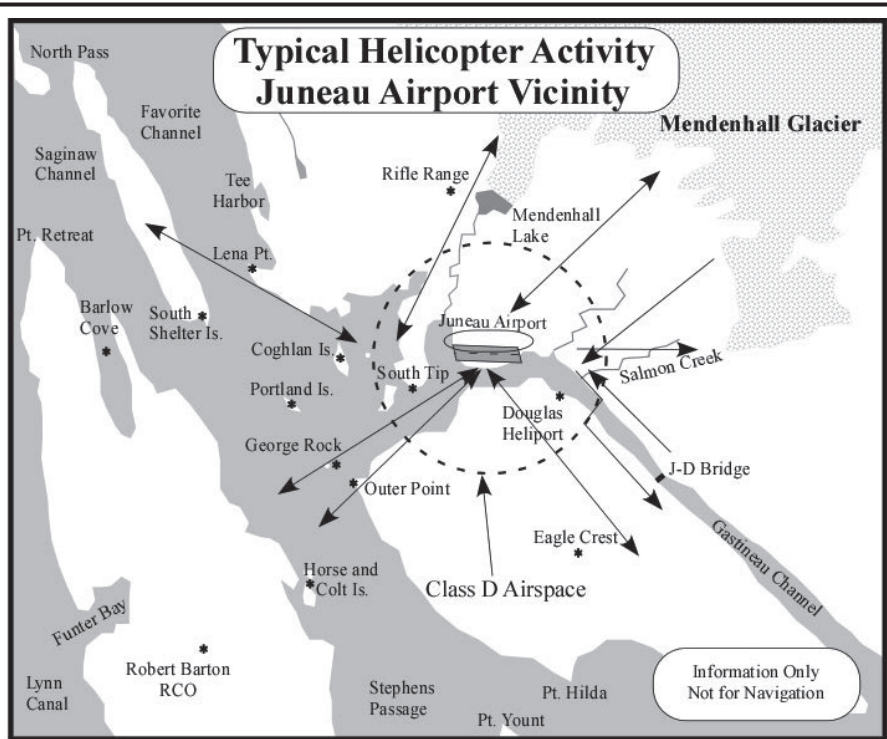 Typical Helicopter Activity
Juneau Airport Vicinity
North Pass
Favorite
Channel
Mendenhall Glacier
Saginaw
Channel
Tee
Harbor
Rifle Range
Mendenhall
Lake
Pt. Retreat
Lena Pt.
Barlow
Cove
South
Shelter Is.
Juneau Airport
Coghlan Is.
South Tip
Salmon Creek
Portland Is.
Douglas
Heliport
George Rock
J-D Bridge
Outer Point
Eagle Crest
Horse and
Colt Is.
Class D Airspace
Gastineau Channel
Funter Bay
Robert Barton
RCO
Lynn
Canal
Stephens
Passage
Pt. Hilda
Pt. Yount
Information Only
Not for Navigation